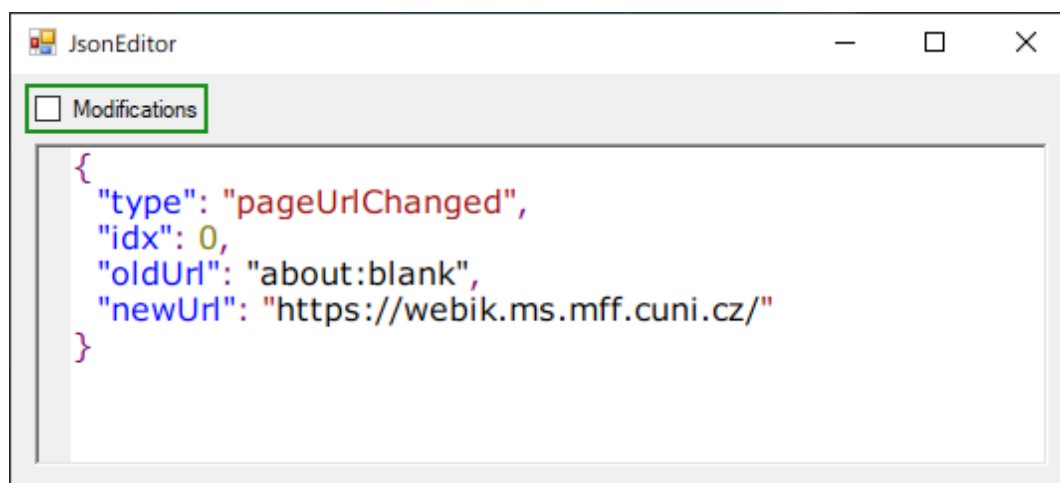 JsonEditor
Modifications
{
"type": "pageUrlChanged",
"idx": 0,
"oldUrl": "about:blank",
"newUrl": "https://webik.ms.mff.cuni.cz/"
}